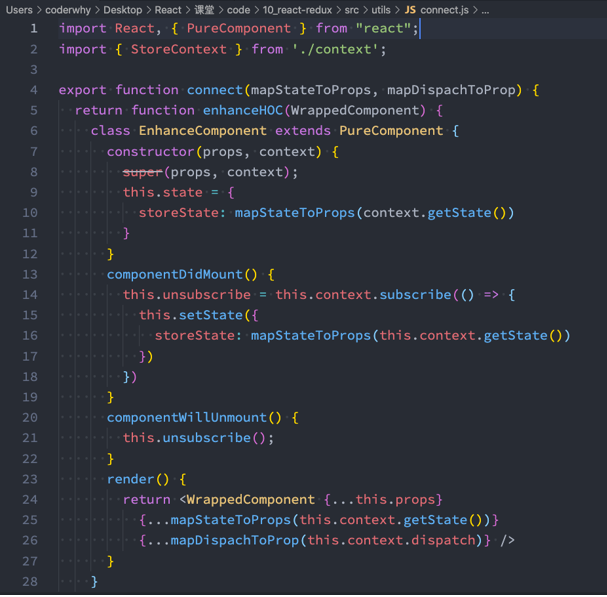 Users > coderwhy > Desktop > React > 课堂 > code > 10_react-redux > src > utils > JS connect.js > ...
1 import React, { PureComponent } from "react";
2 import { StoreContext } from './context';
3
4 export function connect(mapStateToProps, mapDispachToProp) {
5 return function enhanceHOC(WrappedComponent) {
6 class EnhanceComponent extends PureComponent {
7 constructor(props, context) {
8 super(props, context);
9 this.state = {
10 storeState: mapStateToProps(context.getState())
11 }
12 }
13 componentDidMount() {
14 this.unsubscribe = this.context.subscribe(() => {
15 this.setState({
16 storeState: mapStateToProps(this.context.getState())
17 })
18 })
19 }
20 componentWillUnmount() {
21 this.unsubscribe();
22 }
23 render() {
24 return <WrappedComponent {...this.props}
25 {...mapStateToProps(this.context.getState())}
26 {...mapDispachToProp(this.context.dispatch)} />
27 }
28 }